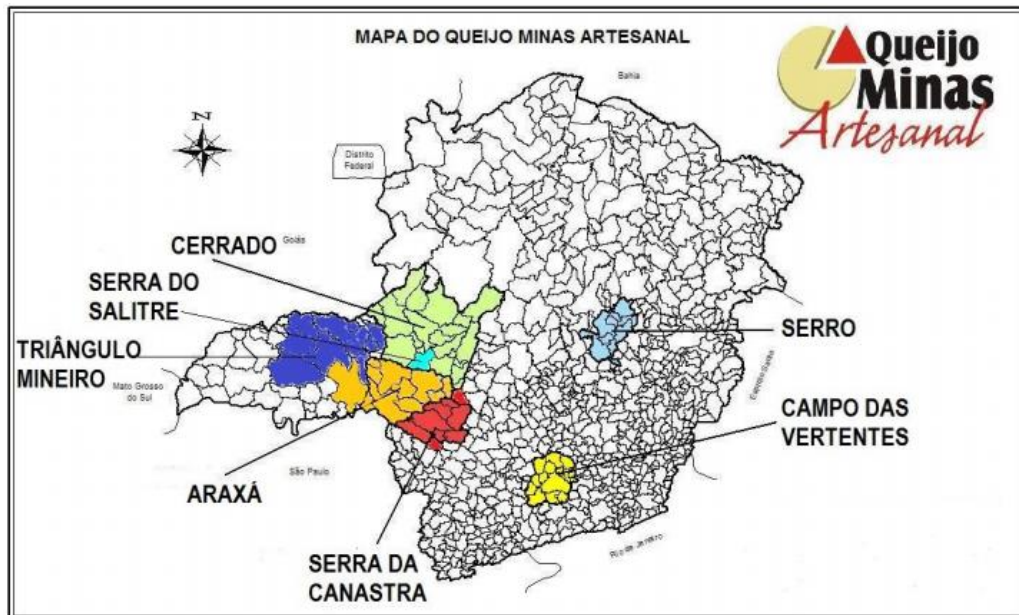 MAPA DO QUEIJO MINAS ARTESANAL
Queijo
Minas
Artesanal
Bahia
N
Distrito
Federal
CERRADO
Goiás
SERRA DO
SALITRE
TRIÂNGULO
MINEIRO
SERRO
Mato Grosso
do Sul
Espírito Santo
CAMPO DAS
VERTENTES
São Paulo
ARAXÁ
Rio de Janeiro
SERRA DA
CANASTRA